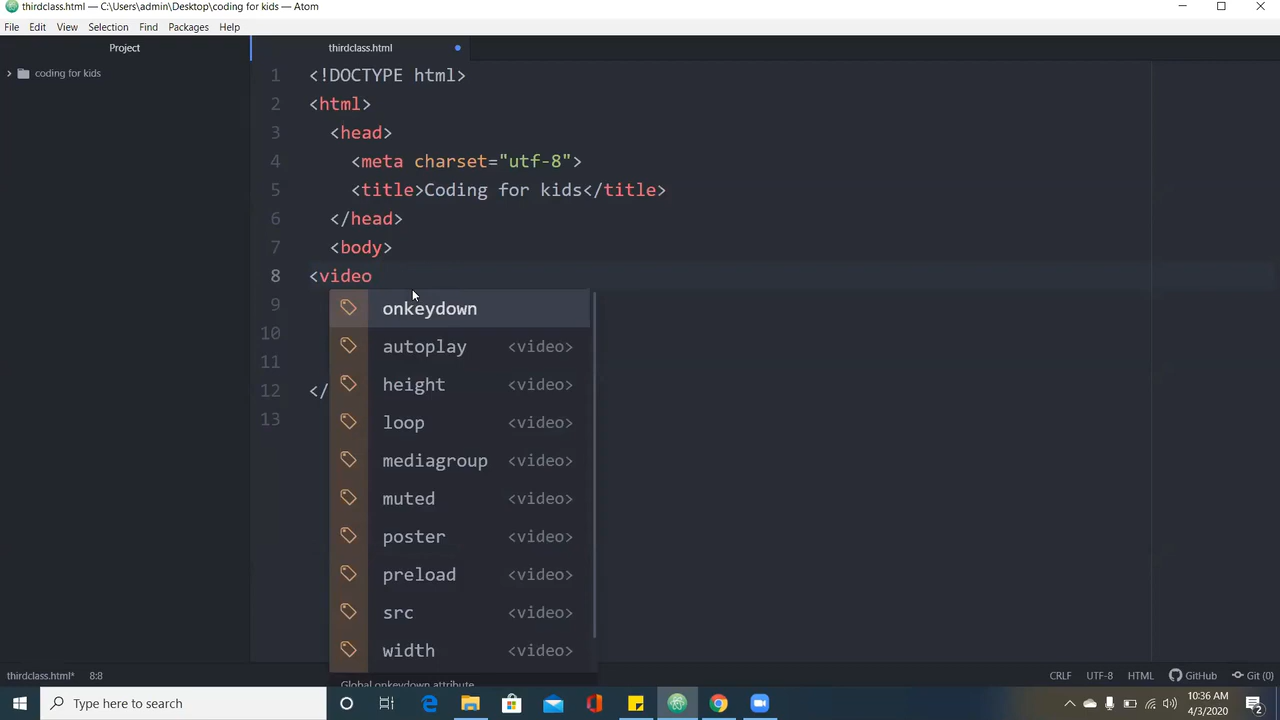 thirdclass.html — C:\Users\admin\Desktop\coding for kids — Atom
File Edit View Selection Find Packages Help
Project
coding for kids
thirdclass.html
1 <!DOCTYPE html>
2 <html>
3 <head>
4 <meta charset="utf-8">
5 <title>Coding for kids</title>
6 </head>
7 <body>
8 <video
9
10
11
12 </
13
onkeydown
autoplay <video>
height <video>
loop <video>
mediagroup <video>
muted <video>
poster <video>
preload <video>
src <video>
width <video>
Global onkeydown attribute
thirdclass.html* 8:8
CRLF UTF-8 HTML GitHub Git (0)
Type here to search
10:36 AM
4/3/2020
2